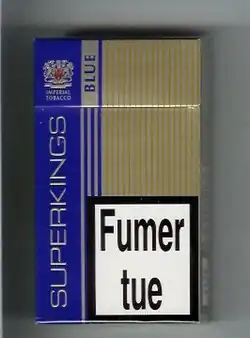 IMPERIAL
TOBACCO
BLUE
SUPERKINGS
Fumer
tue